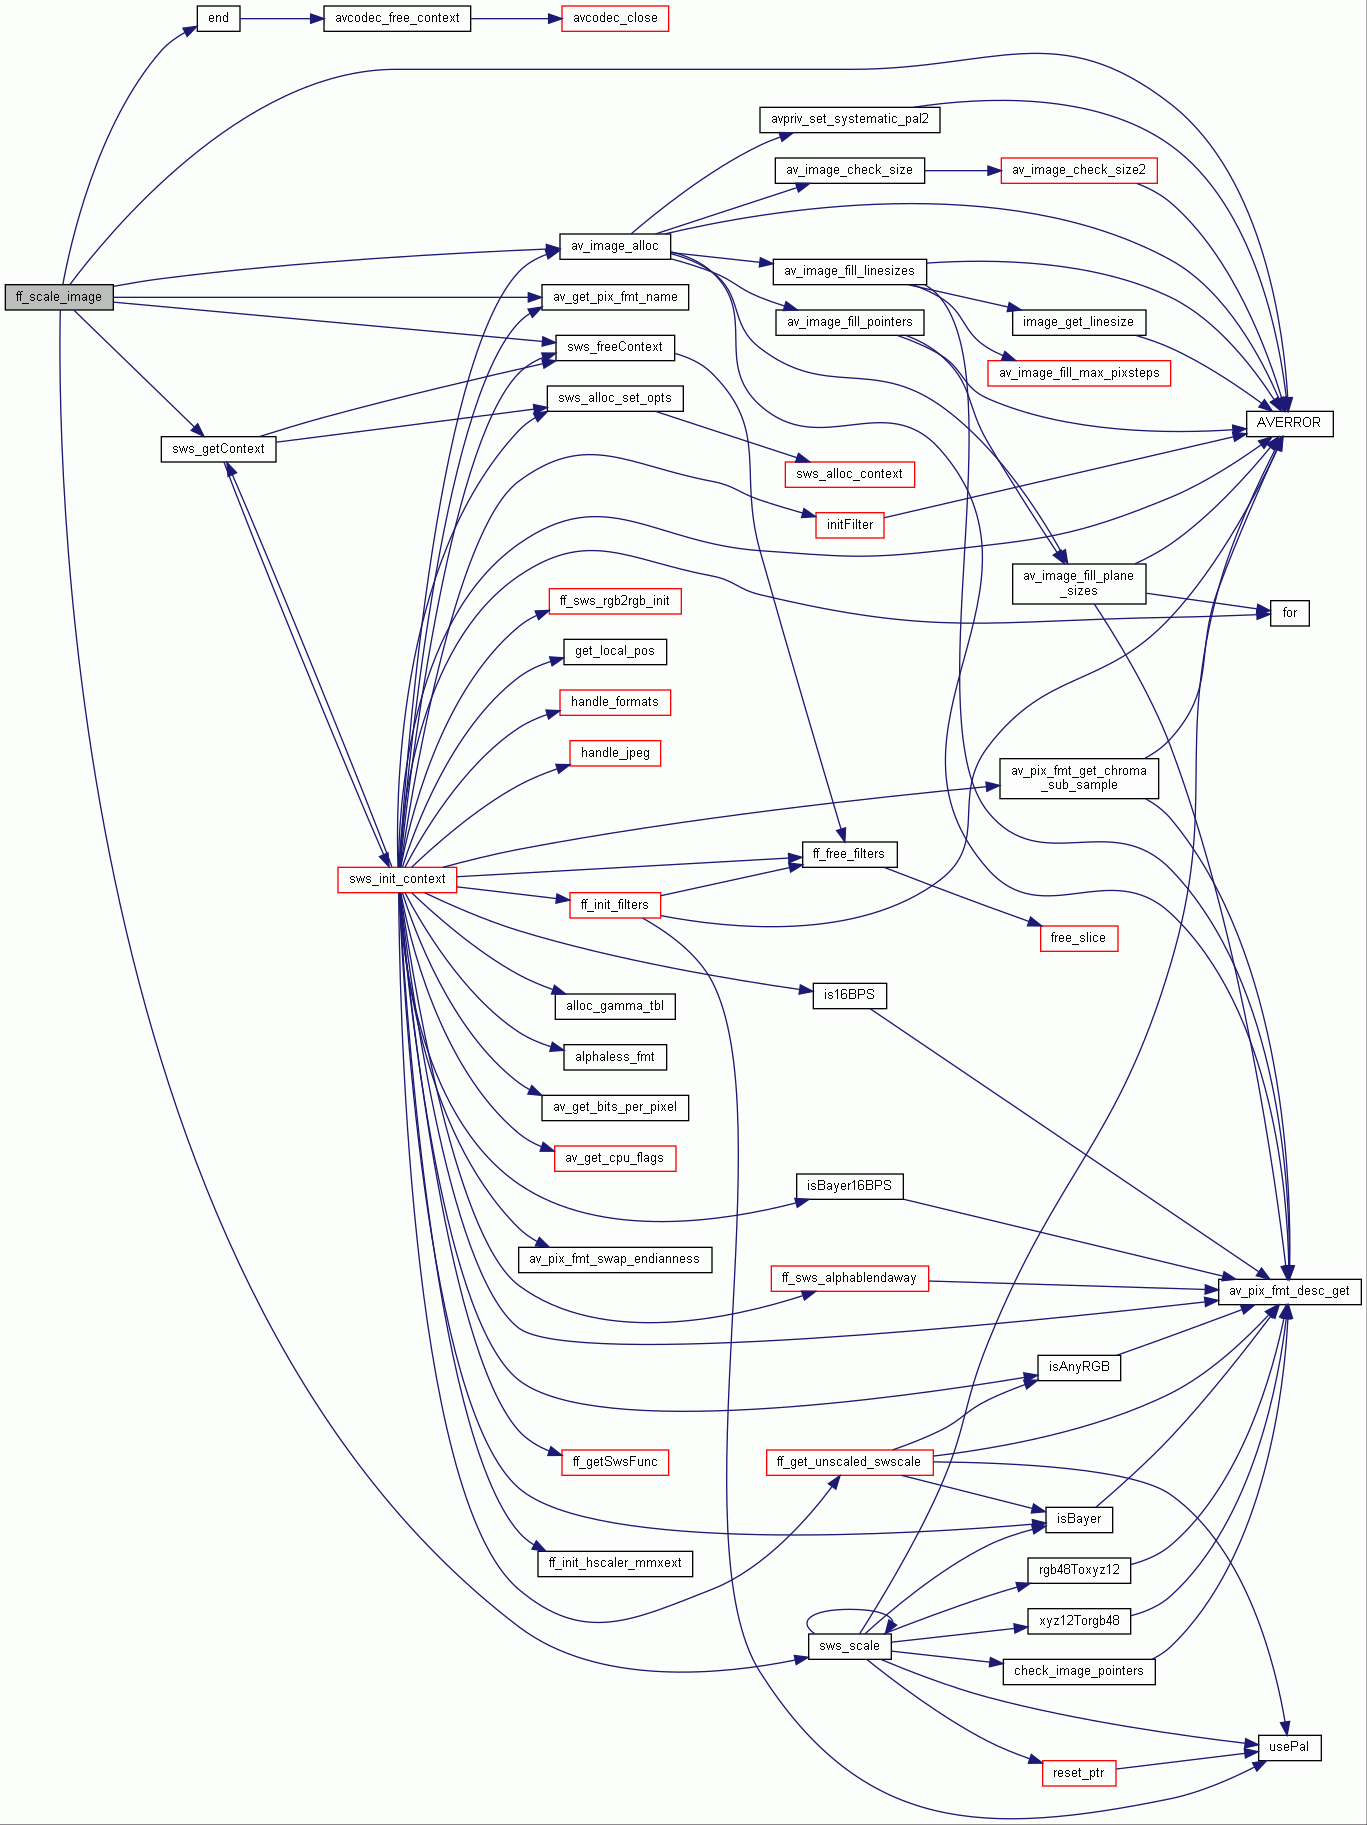 end
avcodec_free_context
avcodec_close
avpriv_set_systematic_pal2
av_image_check_size
av_image_check_size2
av_image_alloc
av_image_fill_linesizes
ff_scale_image
av_get_pix_fmt_name
av_image_fill_pointers
image_get_linesize
sws_freeContext
av_image_fill_max_pixsteps
sws_alloc_set_opts
AVERROR
sws_getContext
sws_alloc_context
initFilter
av_image_fill_plane
_sizes
ff_sws_rgb2rgb_init
for
get_local_pos
handle_formats
handle_jpeg
av_pix_fmt_get_chroma
_sub_sample
ff_free_filters
sws_init_context
ff_init_filters
free_slice
is16BPS
alloc_gamma_tbl
alphaless_fmt
av_get_bits_per_pixel
av_get_cpu_flags
isBayer16BPS
av_pix_fmt_swap_endianness
ff_sws_alphablendaway
av_pix_fmt_desc_get
isAnyRGB
ff_getSwsFunc
ff_get_unscaled_swscale
isBayer
ff_init_hscaler_mmxext
rgb48Toxyz12
xyz12Torgb48
sws_scale
check_image_pointers
usePal
reset_ptr